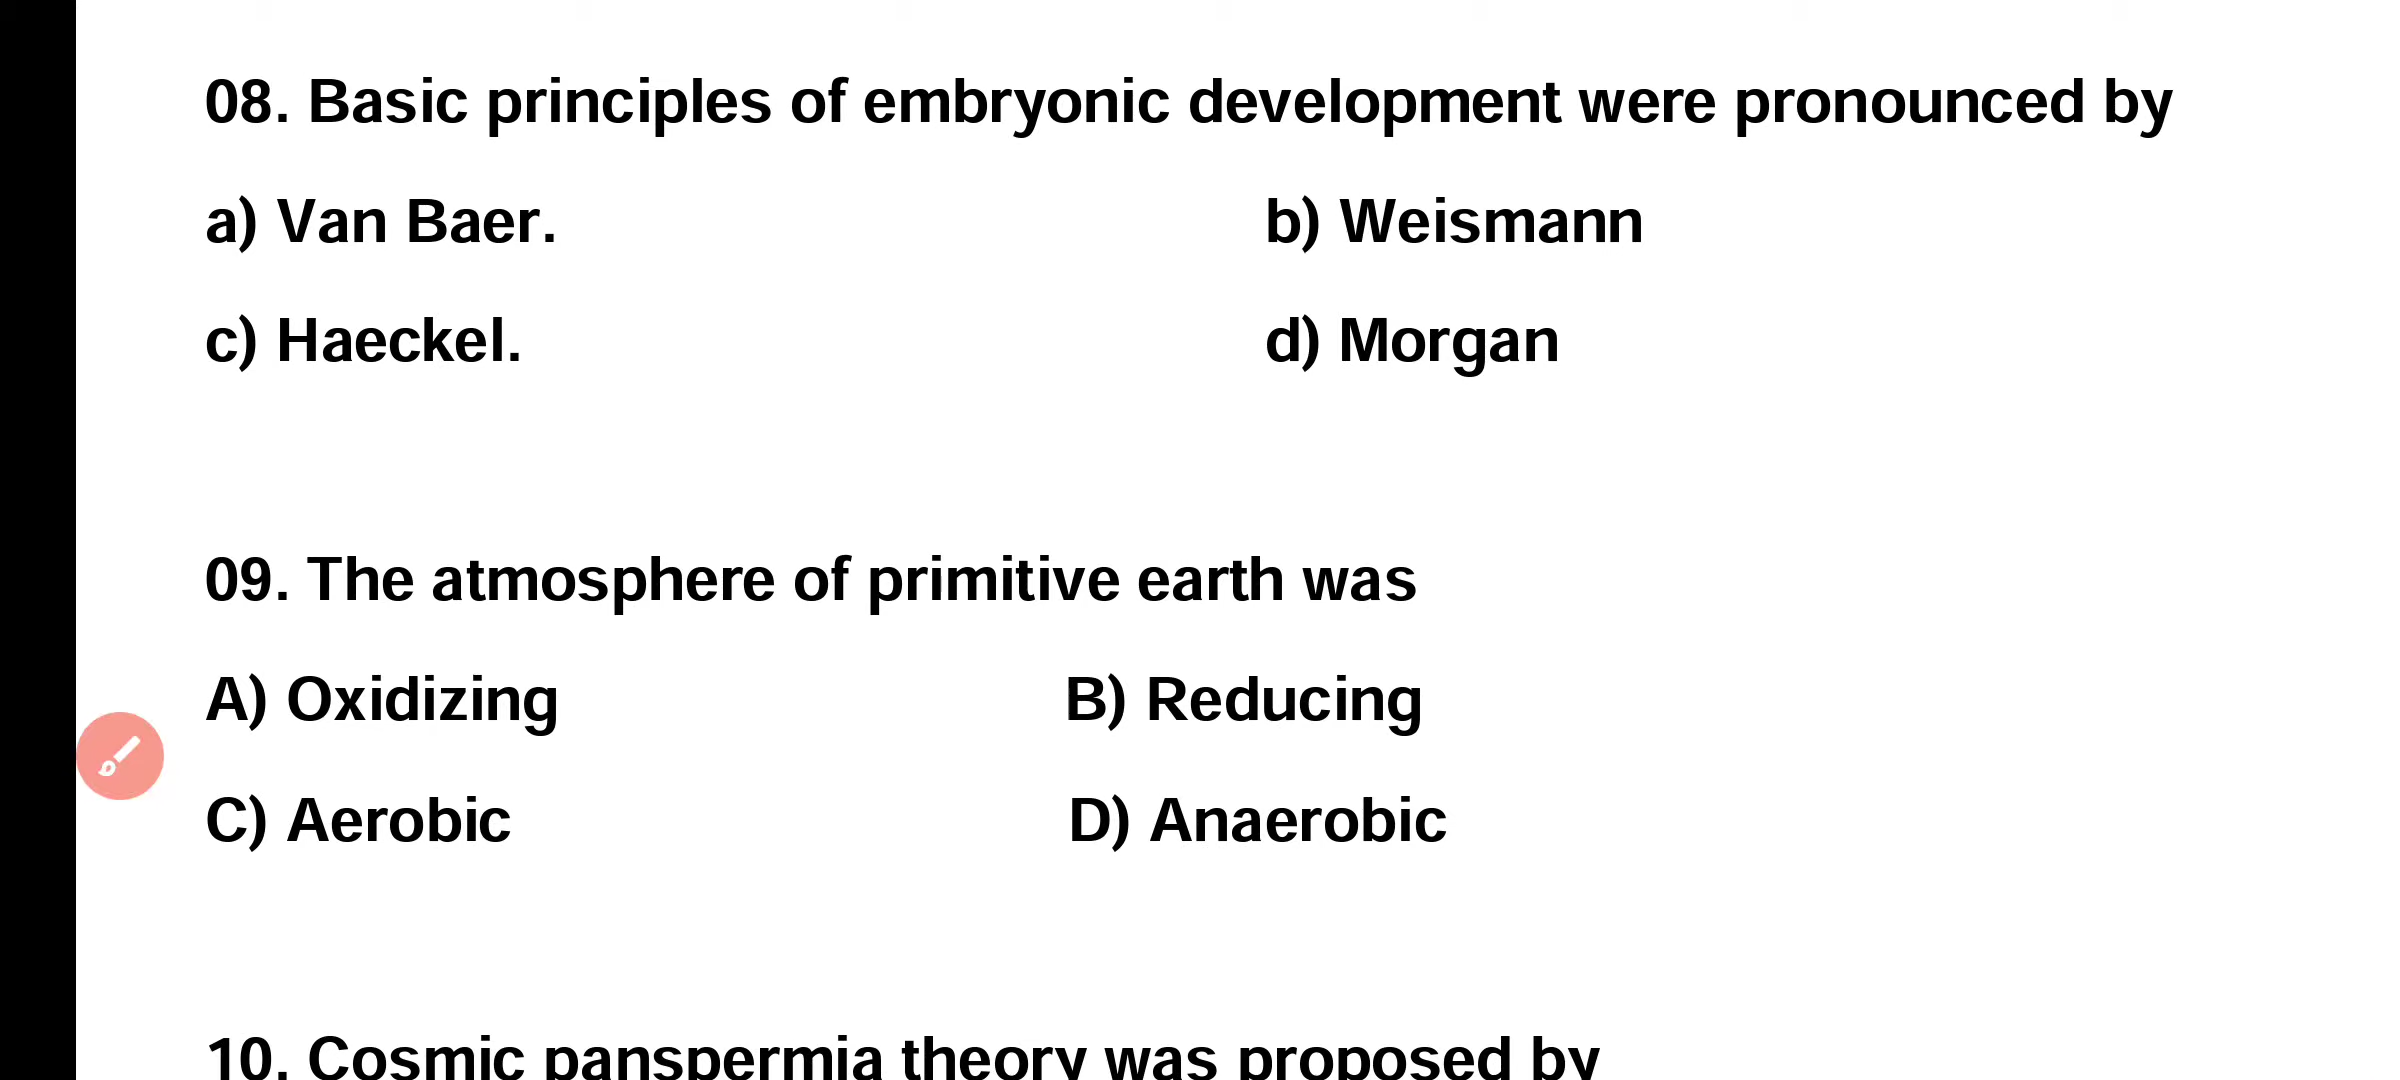 08. Basic principles of embryonic development were pronounced by
a) Van Baer. b) Weismann
c) Haeckel. d) Morgan
09. The atmosphere of primitive earth was
A) Oxidizing B) Reducing
C) Aerobic D) Anaerobic
10. Cosmic panspermia theory was proposed by